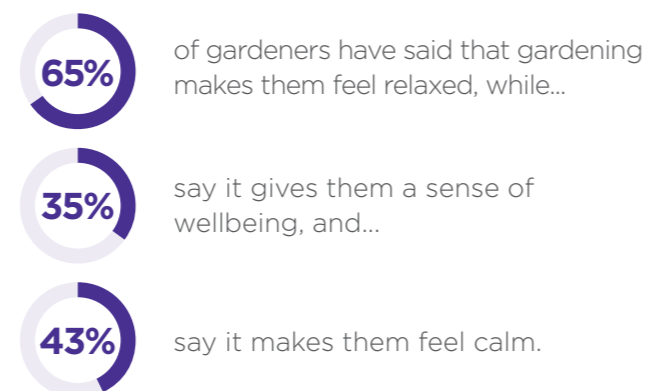 65%
of gardeners have said that gardening
makes them feel relaxed, while...
35%
say it gives them a sense of
wellbeing, and...
43%
say it makes them feel calm.